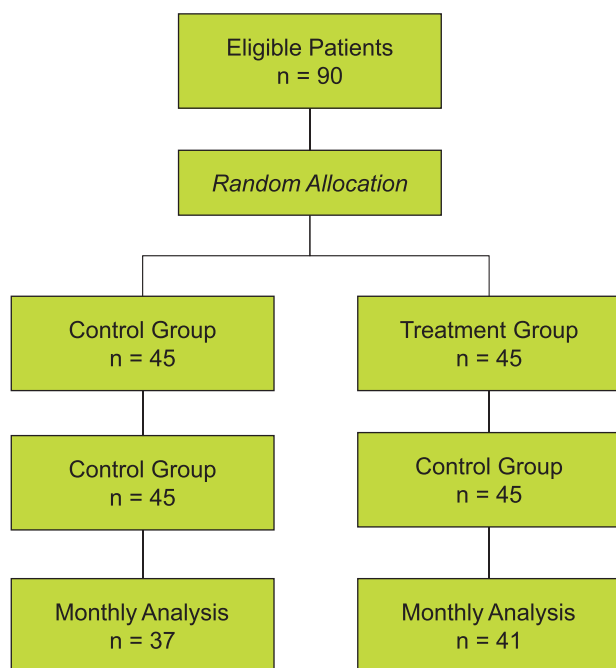 Eligible Patients
n = 90
Random Allocation
Control Group
n = 45
Treatment Group
n = 45
Control Group
n = 45
Control Group
n = 45
Monthly Analysis
n = 37
Monthly Analysis
n = 41